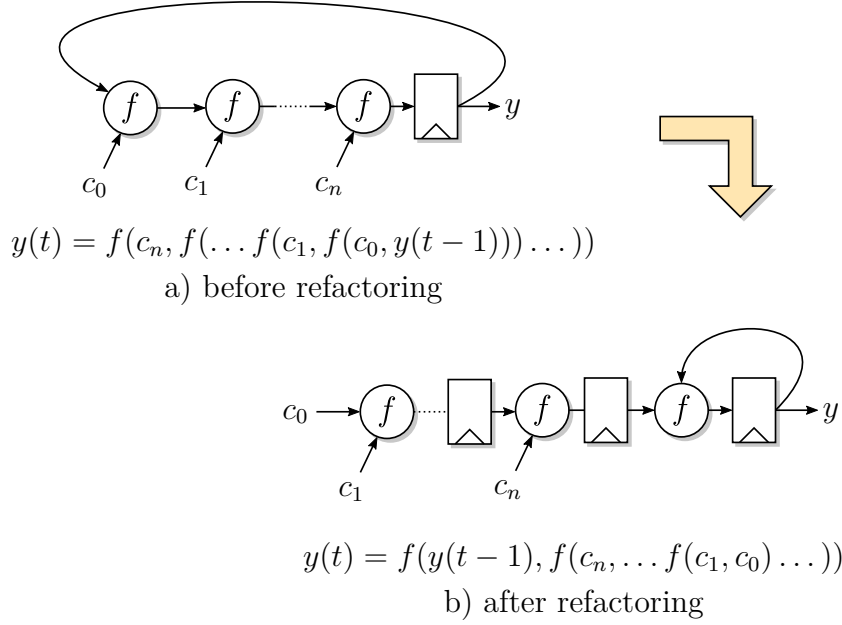 f f f y
c₀ c₁ cₙ
y(t) = f(cₙ, f(. . . f(c₁, f(c₀, y(t − 1))) . . . ))
a) before refactoring
c₀ f f f y
c₁ cₙ
y(t) = f(y(t − 1), f(cₙ, . . . f(c₁, c₀) . . . ))
b) after refactoring